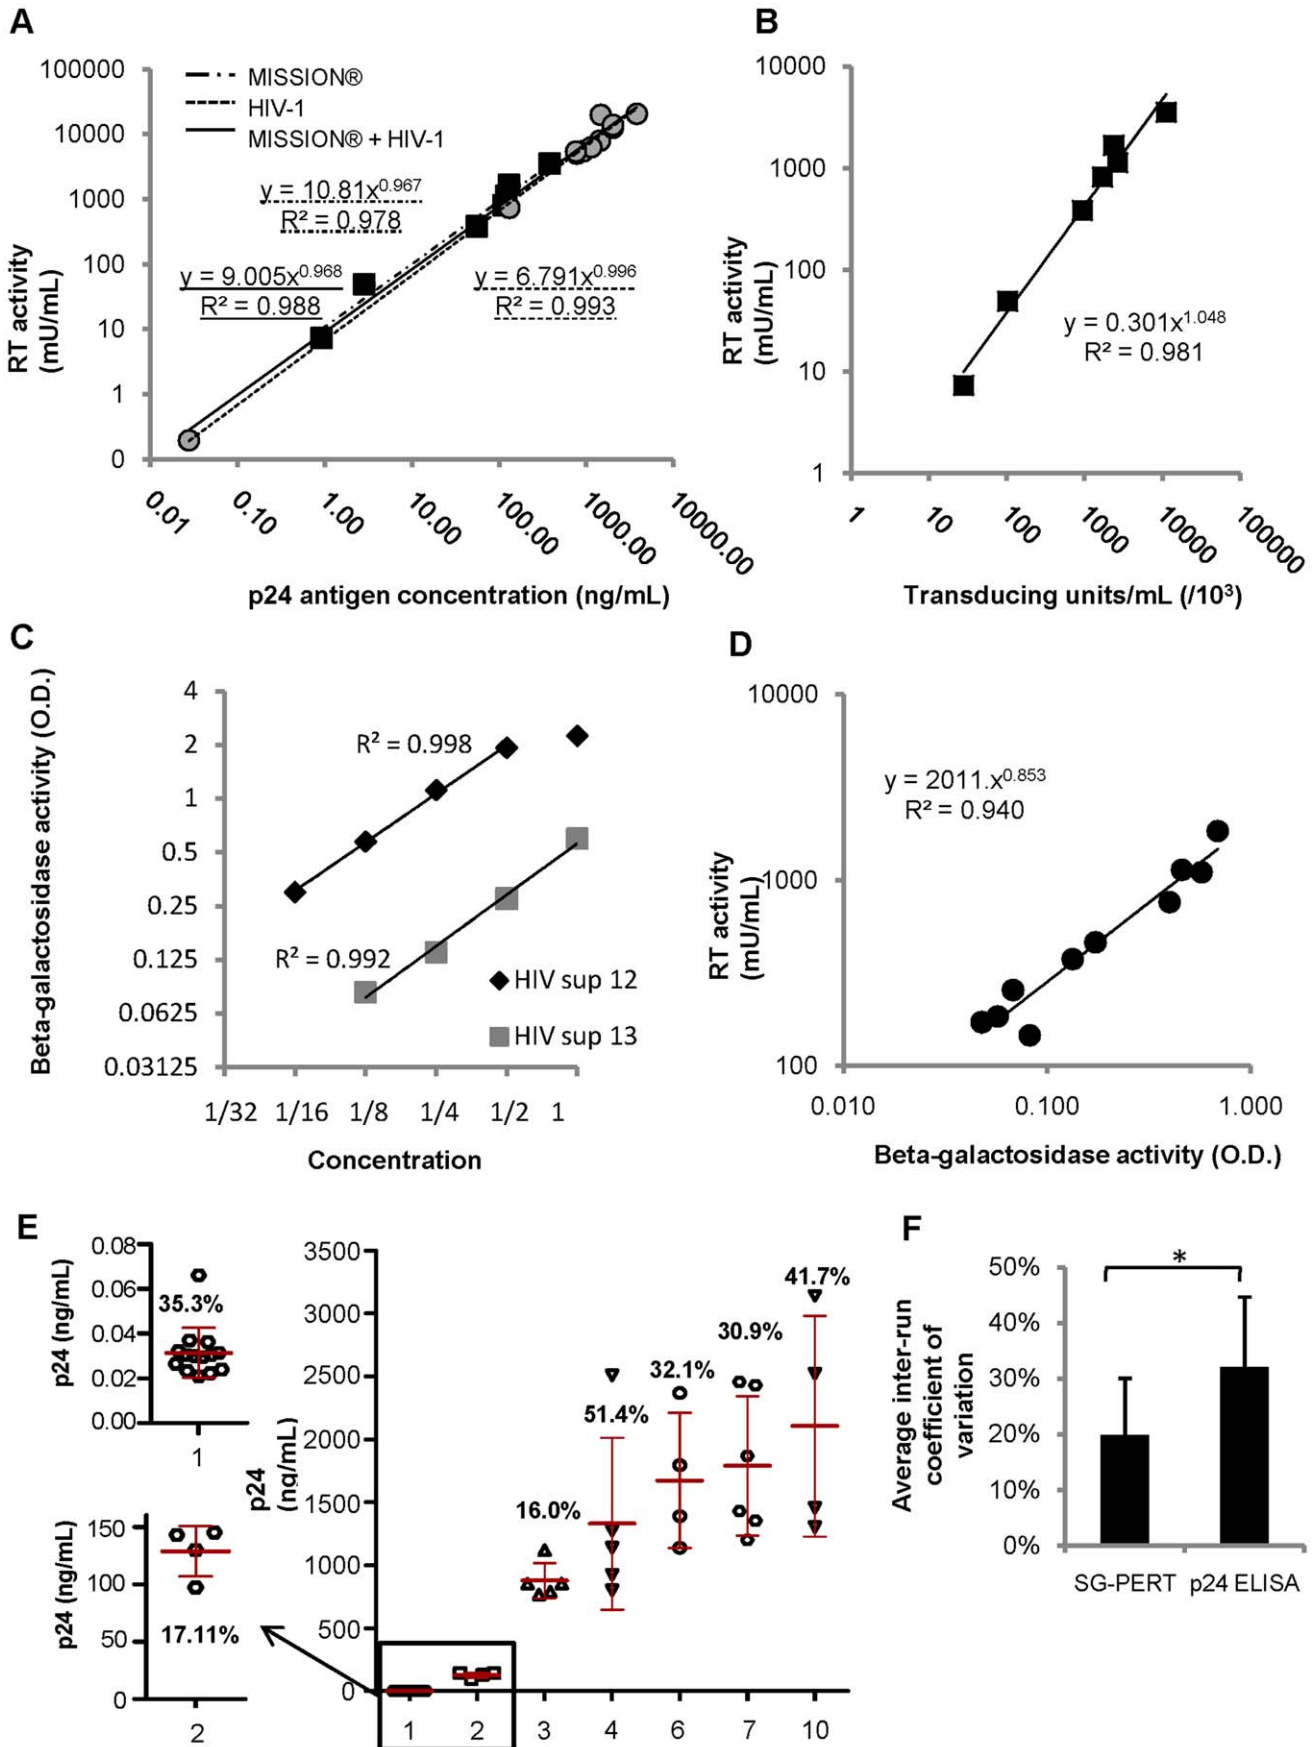 A
100000
10000
1000
100
10
1
0
MISSION®
HIV-1
MISSION® + HIV-1
y = 10.81x^0.967
R² = 0.978
y = 9.005x^0.968
R² = 0.988
y = 6.791x^0.996
R² = 0.993
RT activity
(mU/mL)
0.01
0.10
1.00
10.00
100.00
1000.00
10000.00
p24 antigen concentration (ng/mL)
B
10000
1000
100
10
1
RT activity
(mU/mL)
y = 0.301x^1.048
R² = 0.981
1
10
100
1000
10000
100000
Transducing units/mL (/10³)
C
Beta-galactosidase activity (O.D.)
4
2
1
0.5
0.25
0.125
0.0625
0.03125
R² = 0.998
R² = 0.992
HIV sup 12
HIV sup 13
1/32 1/16 1/8 1/4 1/2 1
Concentration
D
10000
1000
100
RT activity
(mU/mL)
y = 2011.x^0.853
R² = 0.940
0.010 0.100 1.000
Beta-galactosidase activity (O.D.)
E
p24 (ng/mL)
0.08
0.06
0.04
0.02
0.00
35.3%
1
p24 (ng/mL)
150
100
50
0
17.11%
2
p24
(ng/mL)
3500
3000
2500
2000
1500
1000
500
0
16.0%
51.4%
32.1%
30.9%
41.7%
1 2 3 4 6 7 10
F
Average inter-run
coefficient of
variation
50%
40%
30%
20%
10%
0%
*
SG-PERT p24 ELISA